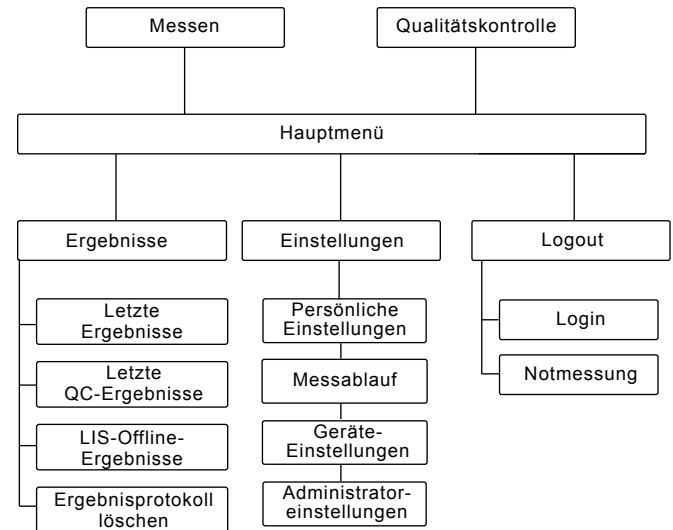 Messen
Qualitätskontrolle
Hauptmenü
Ergebnisse
Einstellungen
Logout
Letzte
Ergebnisse
Letzte
QC-Ergebnisse
LIS-Offline-
Ergebnisse
Ergebnisprotokoll
löschen
Persönliche
Einstellungen
Messablauf
Geräte-
Einstellungen
Administrator-
einstellungen
Login
Notmessung